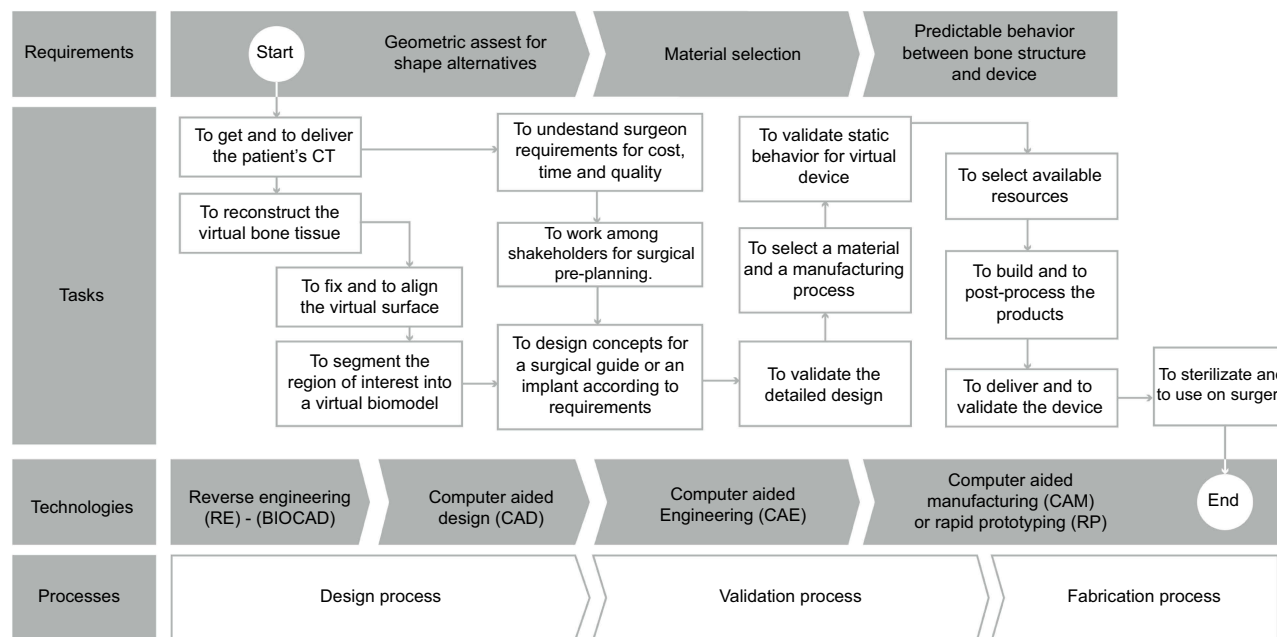 Requirements
Start
Geometric assest for
shape alternatives
Material selection
Predictable behavior
between bone structure
and device
Tasks
To get and to deliver
the patient's CT
To reconstruct the
virtual bone tissue
To fix and to align
the virtual surface
To segment the
region of interest into
a virtual biomodel
To undestand surgeon
requirements for cost,
time and quality
To work among
shakeholders for surgical
pre-planning.
To design concepts for
a surgical guide or an
implant according to
requirements
To validate static
behavior for virtual
device
To select a material
and a manufacturing
process
To validate the
detailed design
To select available
resources
To build and to
post-process the
products
To deliver and to
validate the device
To sterilizate and
to use on surger
Technologies
Reverse engineering
(RE) - (BIOCAD)
Computer aided
design (CAD)
Computer aided
Engineering (CAE)
Computer aided
manufacturing (CAM)
or rapid prototyping (RP)
End
Processes
Design process
Validation process
Fabrication process